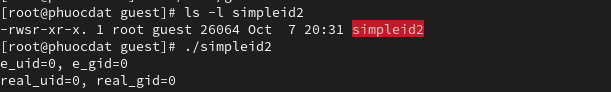 [root@phuocdat guest]# ls -l simpleid2
-rwsr-xr-x. 1 root guest 26064 Oct  7 20:31 simpleid2
[root@phuocdat guest]# ./simpleid2
e_uid=0, e_gid=0
real_uid=0, real_gid=0